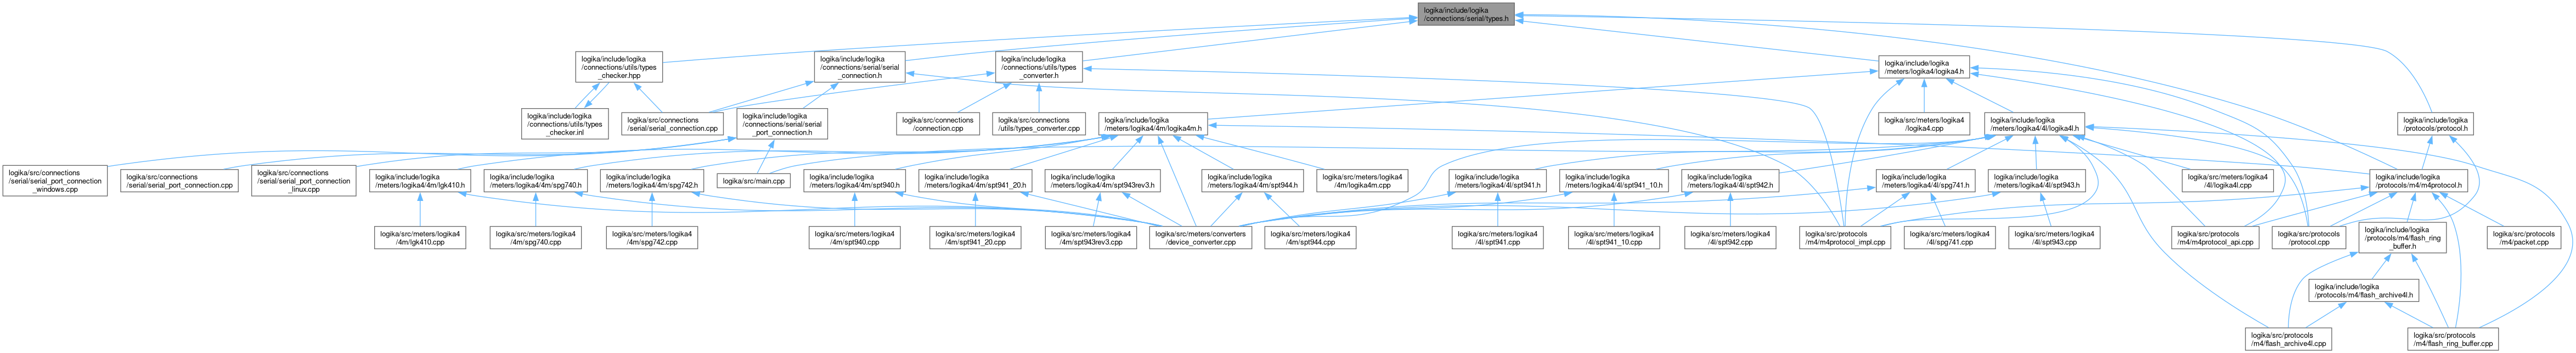 logika/include/logika
/connections/serial/types.h
logika/include/logika
/connections/utils/types
_checker.hpp
logika/include/logika
/connections/serial/serial
_connection.h
logika/include/logika
/connections/utils/types
_converter.h
logika/include/logika
/meters/logika4/logika4.h
logika/include/logika
/connections/utils/types
_checker.inl
logika/src/connections
/serial/serial_connection.cpp
logika/include/logika
/connections/serial/serial
_port_connection.h
logika/src/connections
/connection.cpp
logika/src/connections
/utils/types_converter.cpp
logika/include/logika
/meters/logika4/4m/logika4m.h
logika/src/meters/logika4
/logika4.cpp
logika/include/logika
/meters/logika4/4l/logika4l.h
logika/include/logika
/protocols/protocol.h
logika/src/connections
/serial/serial_port_connection
_windows.cpp
logika/src/connections
/serial/serial_port_connection.cpp
logika/src/connections
/serial/serial_port_connection
_linux.cpp
logika/include/logika
/meters/logika4/4m/lgk410.h
logika/include/logika
/meters/logika4/4m/spg740.h
logika/include/logika
/meters/logika4/4m/spg742.h
logika/src/main.cpp
logika/include/logika
/meters/logika4/4m/spt940.h
logika/include/logika
/meters/logika4/4m/spt941_20.h
logika/include/logika
/meters/logika4/4m/spt943rev3.h
logika/include/logika
/meters/logika4/4m/spt944.h
logika/src/meters/logika4
/4m/logika4m.cpp
logika/include/logika
/meters/logika4/4l/spt941.h
logika/include/logika
/meters/logika4/4l/spt941_10.h
logika/include/logika
/meters/logika4/4l/spt942.h
logika/include/logika
/meters/logika4/4l/spg741.h
logika/include/logika
/meters/logika4/4l/spt943.h
logika/src/meters/logika4
/4l/logika4l.cpp
logika/include/logika
/protocols/m4/m4protocol.h
logika/src/meters/logika4
/4m/lgk410.cpp
logika/src/meters/logika4
/4m/spg740.cpp
logika/src/meters/logika4
/4m/spg742.cpp
logika/src/meters/logika4
/4m/spt940.cpp
logika/src/meters/logika4
/4m/spt941_20.cpp
logika/src/meters/logika4
/4m/spt943rev3.cpp
logika/src/meters/converters
/device_converter.cpp
logika/src/meters/logika4
/4m/spt944.cpp
logika/src/meters/logika4
/4l/spt941.cpp
logika/src/meters/logika4
/4l/spt941_10.cpp
logika/src/meters/logika4
/4l/spt942.cpp
logika/src/protocols
/m4/m4protocol_impl.cpp
logika/src/meters/logika4
/4l/spg741.cpp
logika/src/meters/logika4
/4l/spt943.cpp
logika/src/protocols
/m4/m4protocol_api.cpp
logika/src/protocols
/protocol.cpp
logika/include/logika
/protocols/m4/flash_ring
_buffer.h
logika/src/protocols
/m4/packet.cpp
logika/include/logika
/protocols/m4/flash_archive4l.h
logika/src/protocols
/m4/flash_archive4l.cpp
logika/src/protocols
/m4/flash_ring_buffer.cpp